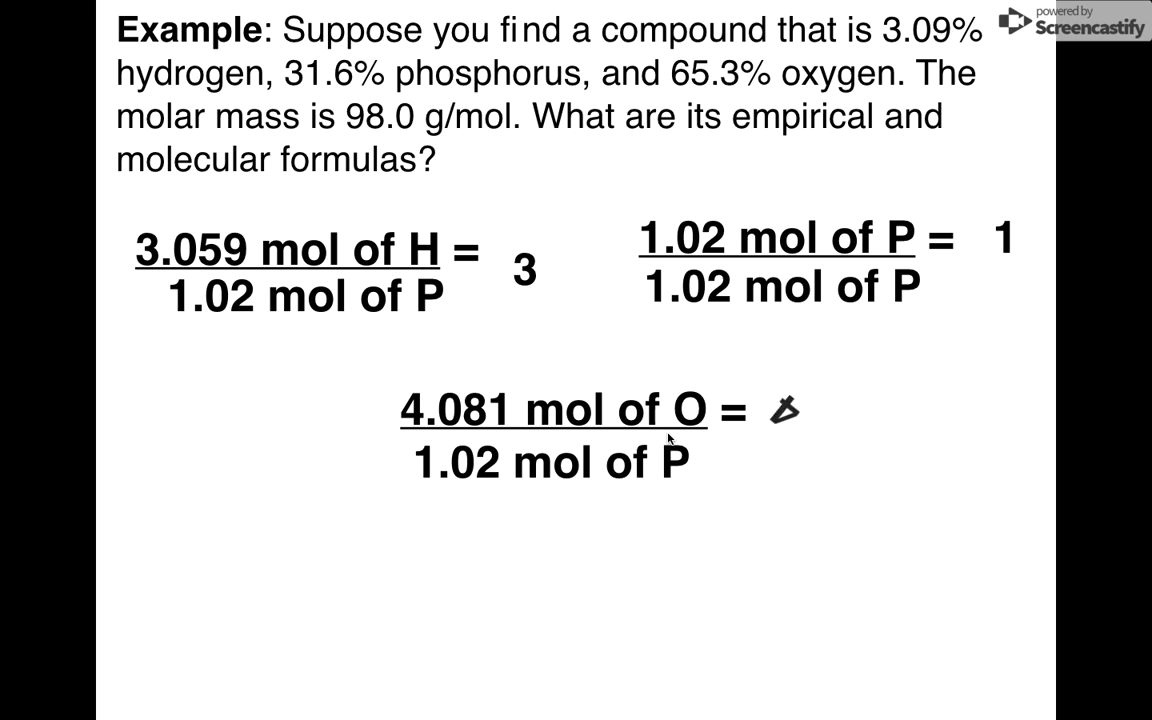 Example: Suppose you find a compound that is 3.09%
hydrogen, 31.6% phosphorus, and 65.3% oxygen. The
molar mass is 98.0 g/mol. What are its empirical and
molecular formulas?
powered by
Screencastify
3.059 mol of H =
1.02 mol of P
3
1.02 mol of P = 1
1.02 mol of P
4.081 mol of O =
1.02 mol of P